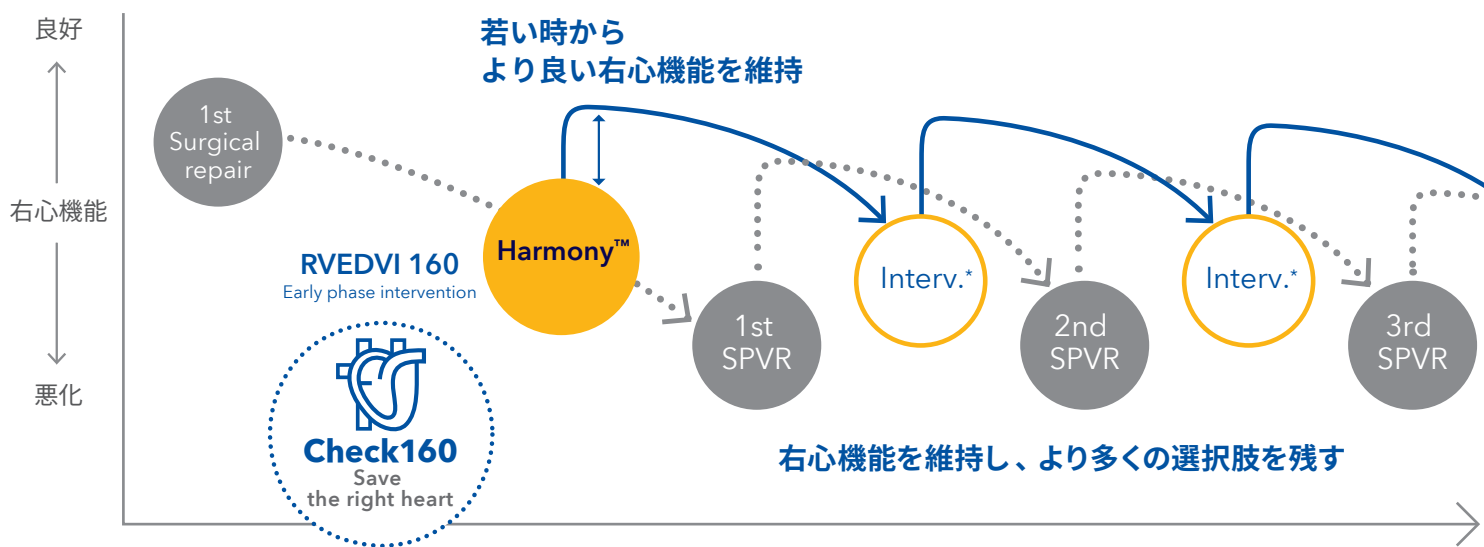 良好
右心機能
悪化
若い時から
より良い右心機能を維持
1st
Surgical
repair
Harmony™
RVEDVI 160
Early phase intervention
Check160
Save
the right heart
1st
SPVR
Interv.*
2nd
SPVR
Interv.*
3rd
SPVR
右心機能を維持し、より多くの選択肢を残す